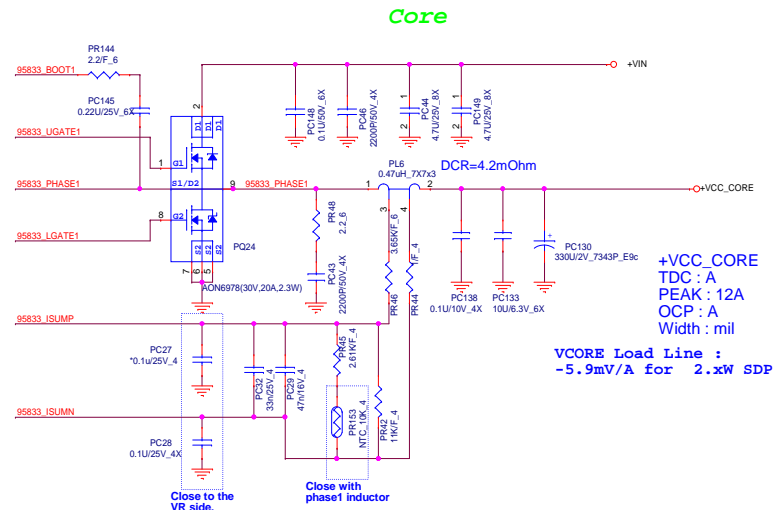 Core
PR144
2.2/F_6
95833_BOOT1
PC145
0.22U/25V_6X
95833_UGATE1
95833_PHASE1
95833_LGATE1
2
D1 D1 D1
1
G1
S1/D2
9
8
G2
S2 S2 S2
7
6
5
PQ24
AON6978(30V,20A,2.3W)
95833_PHASE1
+VIN
PC148
0.1U/50V_6X
PC46
2200P/50V_4X
1
2
PC44
4.7U/25V_8X
1
2
PC149
4.7U/25V_8X
PL6
0.47uH_7X7x3
DCR=4.2mOhm
1
2
3
4
+VCC_CORE
PR48
2.2_6
PC43
2200P/50V_4X
3.65K/F_6
PR46
/F_4
PR44
PC138
0.1U/10V_4X
PC133
10U/6.3V_6X
+
PC130
330U/2V_7343P_E9c
+VCC_CORE
TDC : A
PEAK : 12A
OCP : A
Width : mil
VCORE Load Line :
-5.9mV/A for 2.xW SDP
95833_ISUMP
PC27
*0.1u/25V_4
95833_ISUMN
PC28
0.1U/25V_4X
PC32
33n/25V_4
PC29
47n/16V_4
PR45
2.61K/F_4
PR153
NTC_10K_4
PR42
11K/F_4
Close to the
VR side.
Close with
phase1 inductor